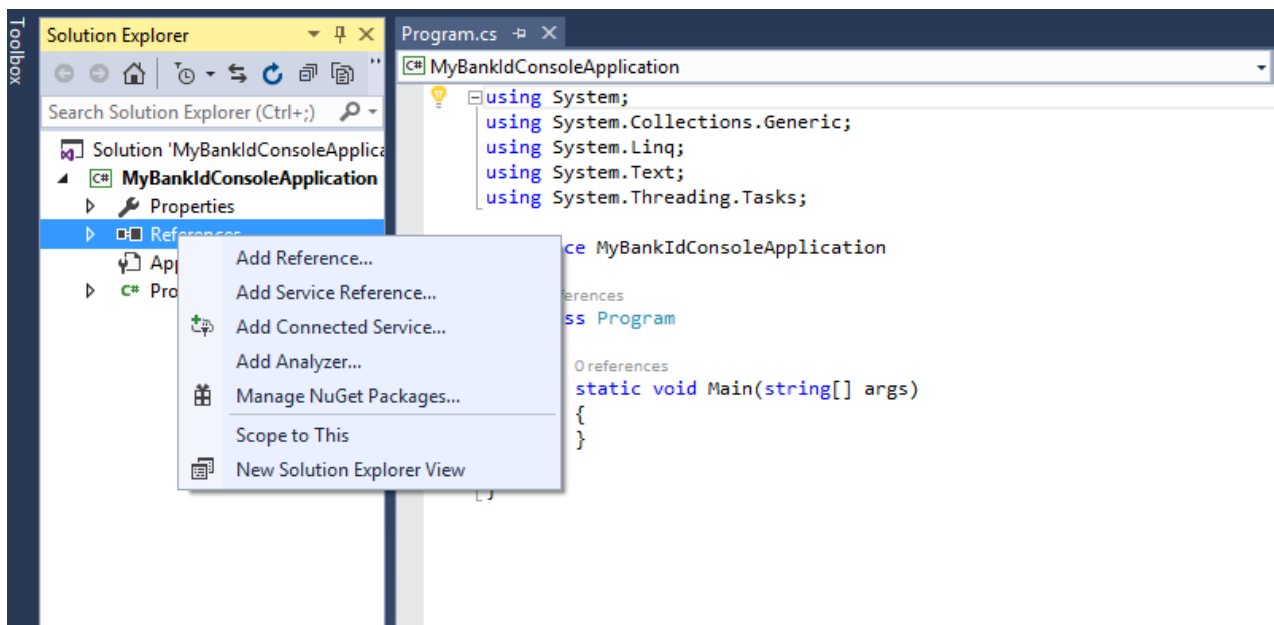 Toolbox
Solution Explorer
Search Solution Explorer (Ctrl+;)
Solution 'MyBankIdConsoleApplica
C# MyBankIdConsoleApplication
Properties
References
App
C# Pro
Add Reference...
Add Service Reference...
Add Connected Service...
Add Analyzer...
Manage NuGet Packages...
Scope to This
New Solution Explorer View
Program.cs
C# MyBankIdConsoleApplication
using System;
using System.Collections.Generic;
using System.Linq;
using System.Text;
using System.Threading.Tasks;
ce MyBankIdConsoleApplication
erences
ss Program
0 references
static void Main(string[] args)
{
}
}